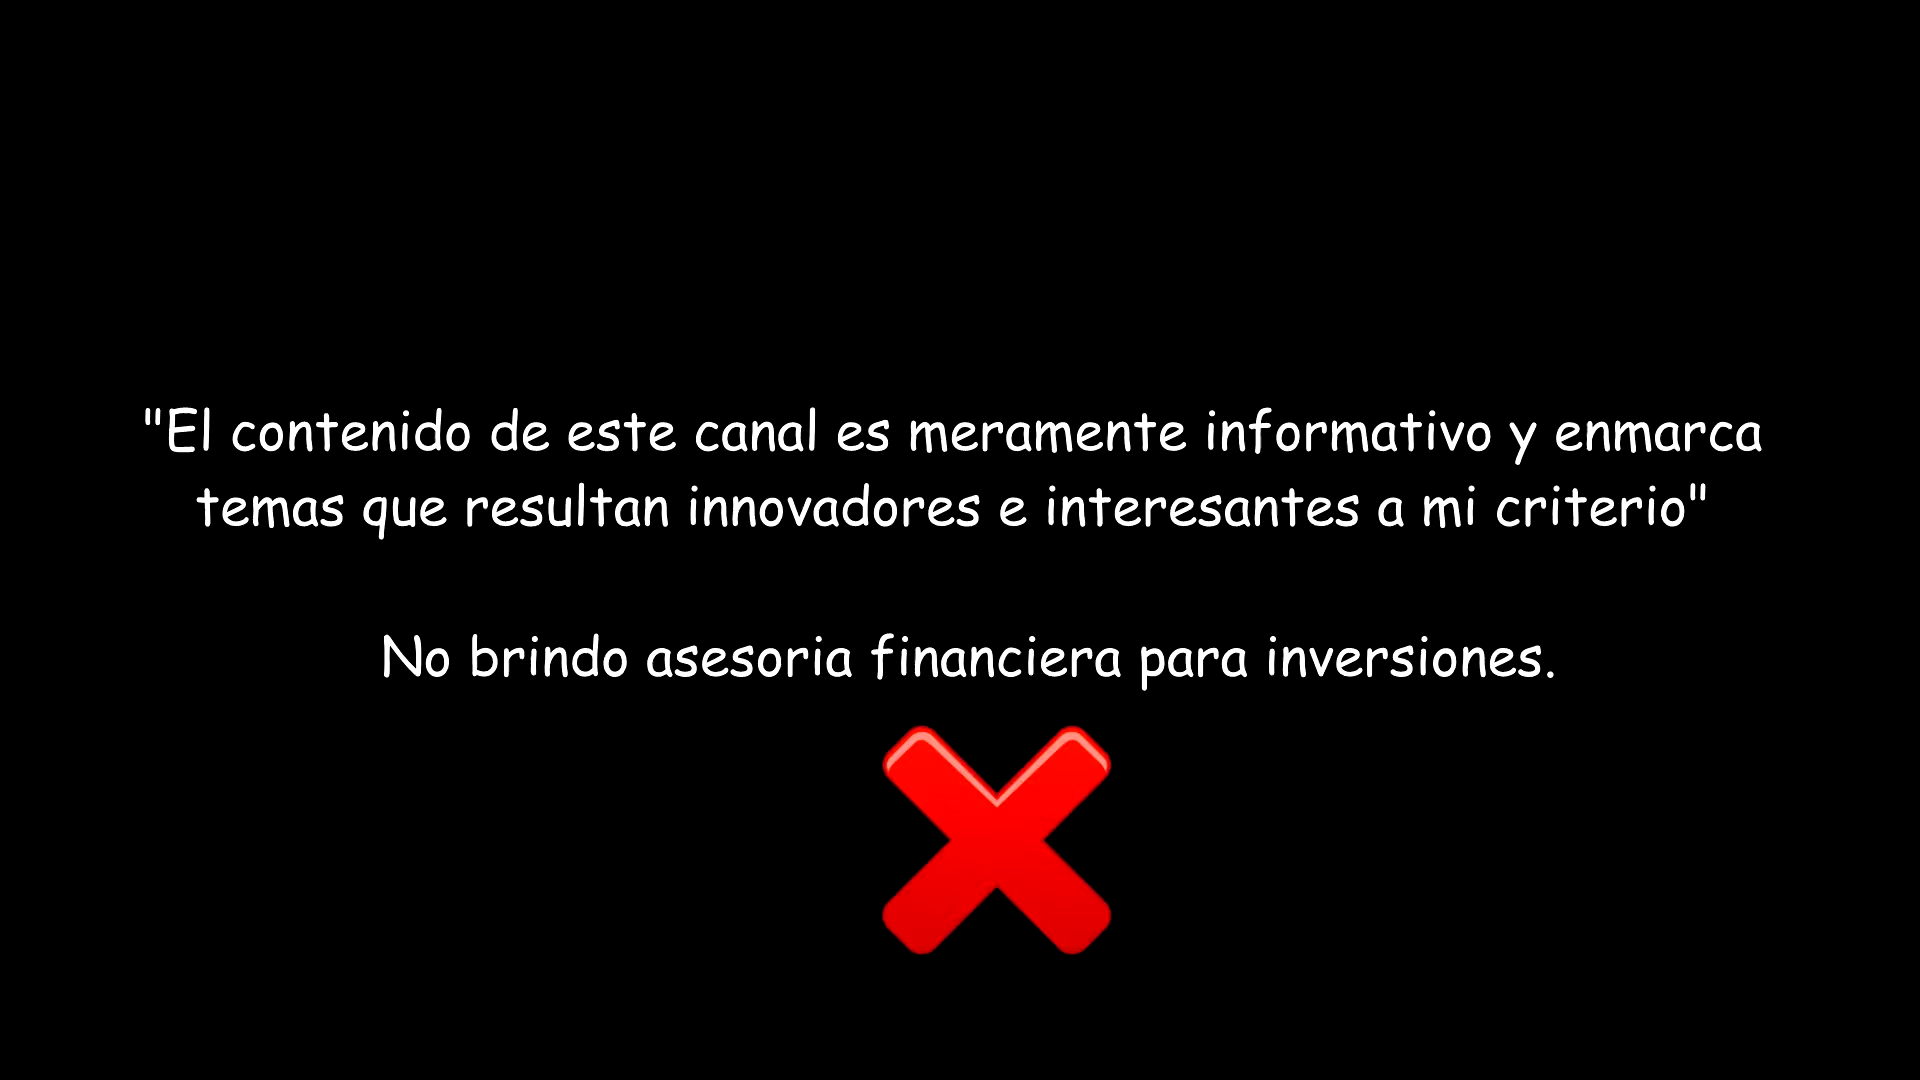 "El contenido de este canal es meramente informativo y enmarca
temas que resultan innovadores e interesantes a mi criterio"
No brindo asesoria financiera para inversiones.